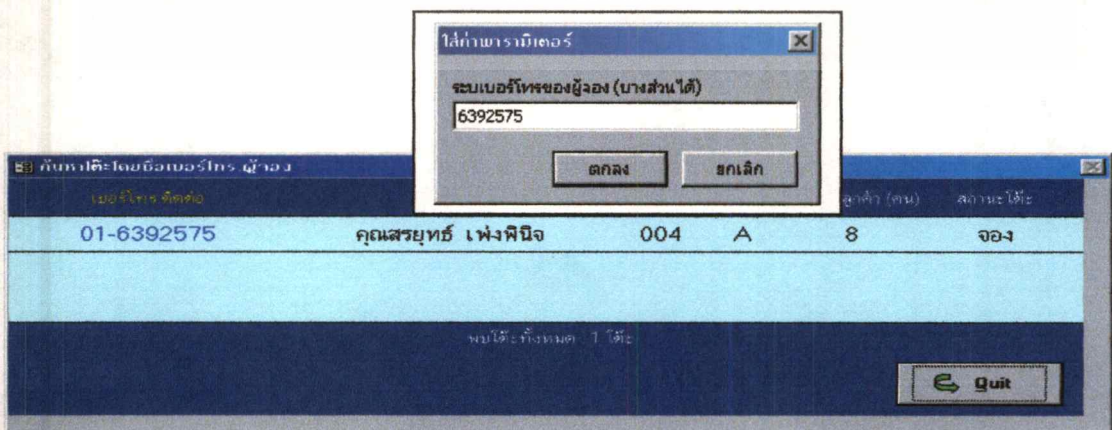 ใส่ค่าพารามิเตอร์
ระบุเบอร์โทรของผู้จอง (บางส่วนได้)
6392575
ตกลง ยกเลิก
ค้นหาโต๊ะโดยชื่อเบอร์โทร ผู้จอง
เบอร์โทร ติดต่อ ลูกค้า (คน) สถานะโต๊ะ
01-6392575 คุณสรยุทธ์ เพ่งพินิจ 004 A 8 จอง
พบโต๊ะทั้งหมด 1 โต๊ะ
Quit